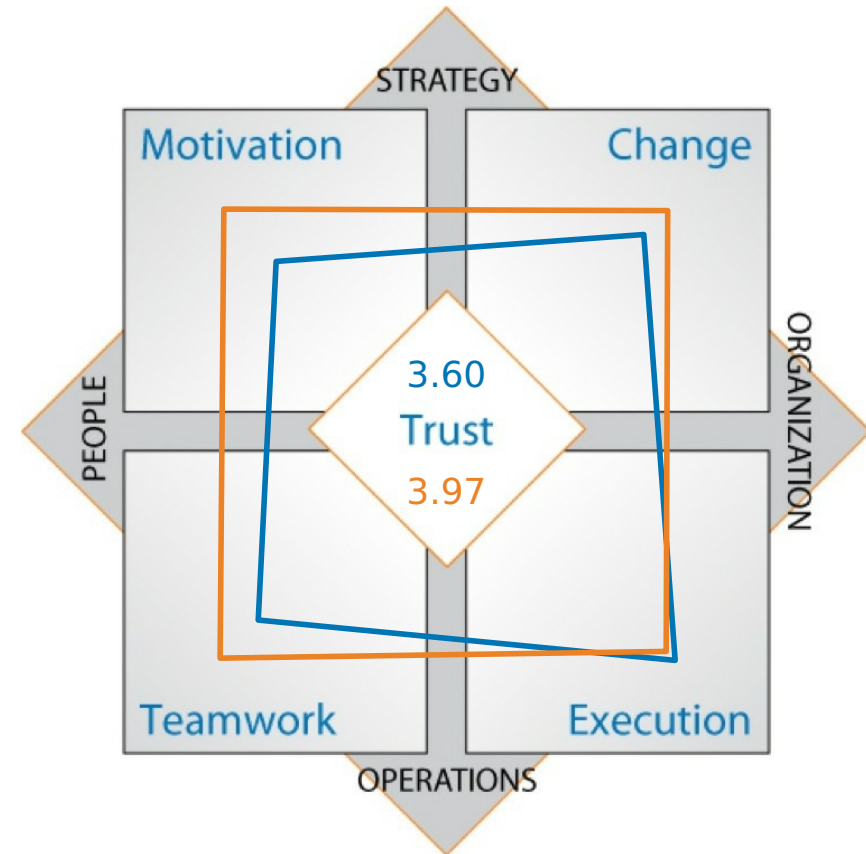 STRATEGY
Motivation
Change
PEOPLE
3.60
Trust
3.97
ORGANIZATION
Teamwork
Execution
OPERATIONS